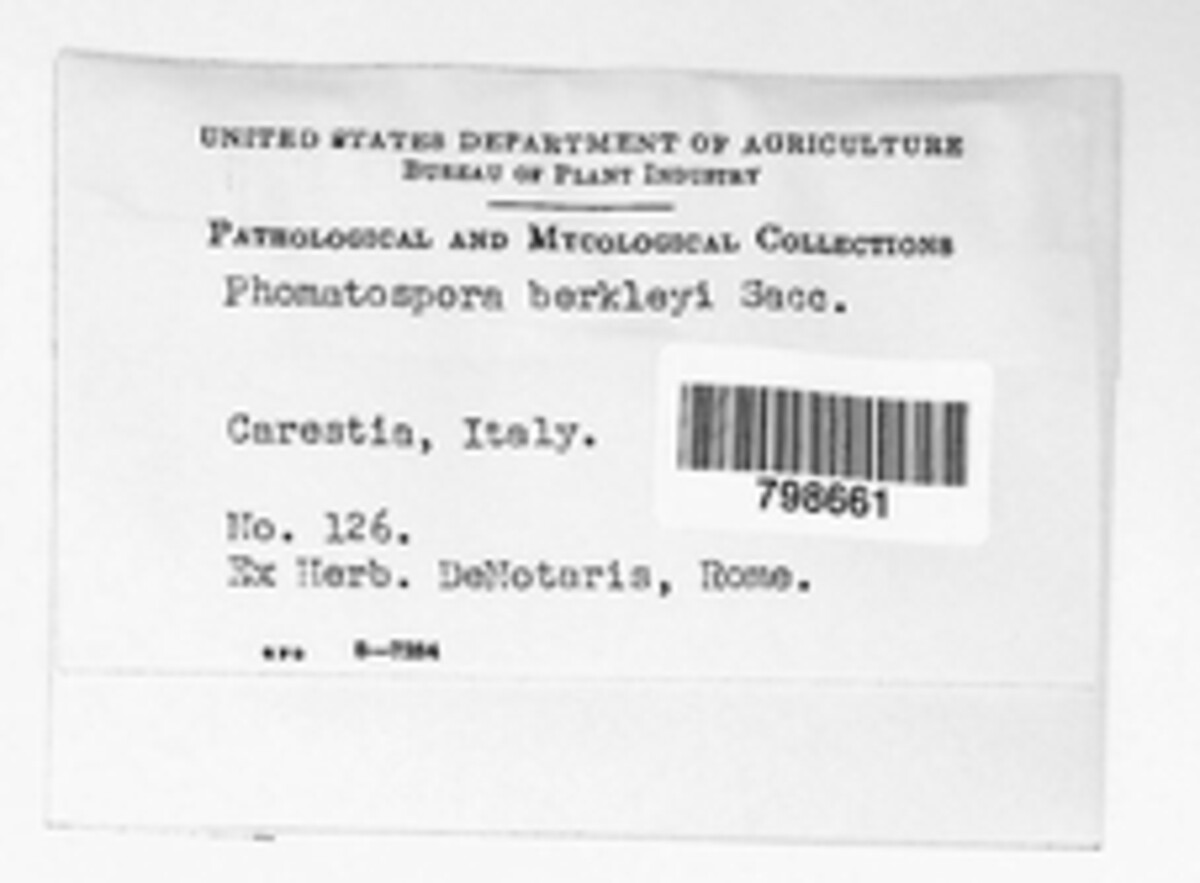 UNITED STATES DEPARTMENT OF AGRICULTURE
BUREAU OF PLANT INDUSTRY
PATHOLOGICAL AND MYCOLOGICAL COLLECTIONS
Phomatospora berkleyi Sacc.
Carestia, Italy.
798661
No. 126.
Ex Herb. DeNotaris, Rome.
GPO